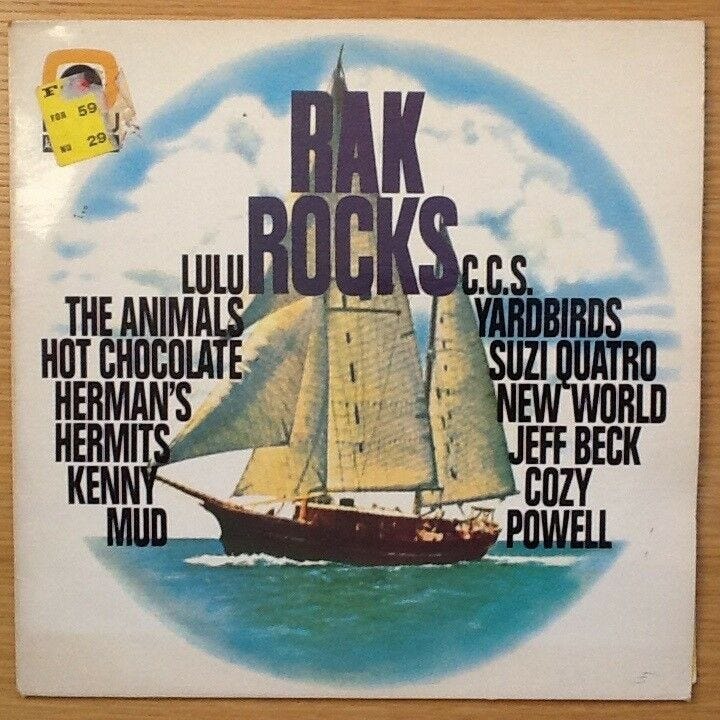 F
FÖR 59
NU 29
RAK
ROCKS
LULU
THE ANIMALS
HOT CHOCOLATE
HERMAN'S
HERMITS
KENNY
MUD
C.C.S.
YARDBIRDS
SUZI QUATRO
NEW WORLD
JEFF BECK
COZY
POWELL